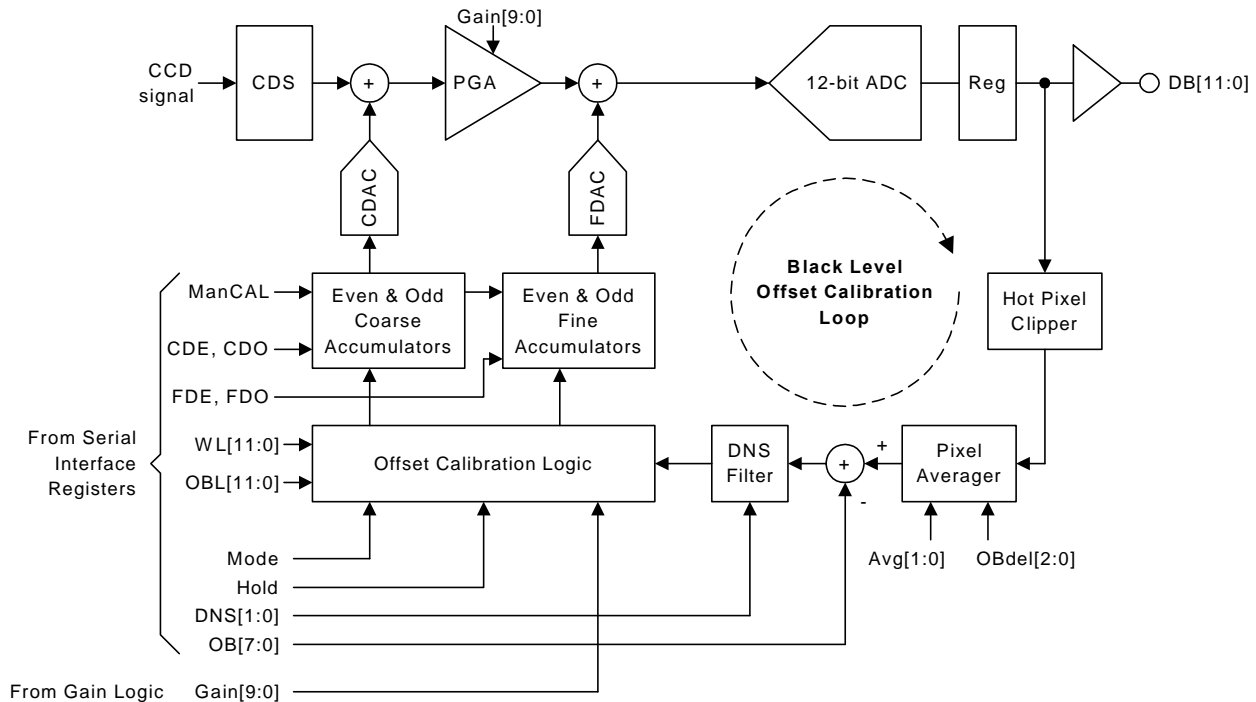 Gain[9:0]
CCD
signal
CDS
+
PGA
+
12-bit ADC
Reg
DB[11:0]
CDAC
FDAC
Black Level
Offset Calibration
Loop
ManCAL
Even & Odd
Coarse
Accumulators
Even & Odd
Fine
Accumulators
Hot Pixel
Clipper
CDE, CDO
FDE, FDO
From Serial
Interface
Registers
WL[11:0]
OBL[11:0]
Offset Calibration Logic
DNS
Filter
+
+
-
Pixel
Averager
Mode
Hold
DNS[1:0]
OB[7:0]
Avg[1:0]
OBdel[2:0]
From Gain Logic
Gain[9:0]